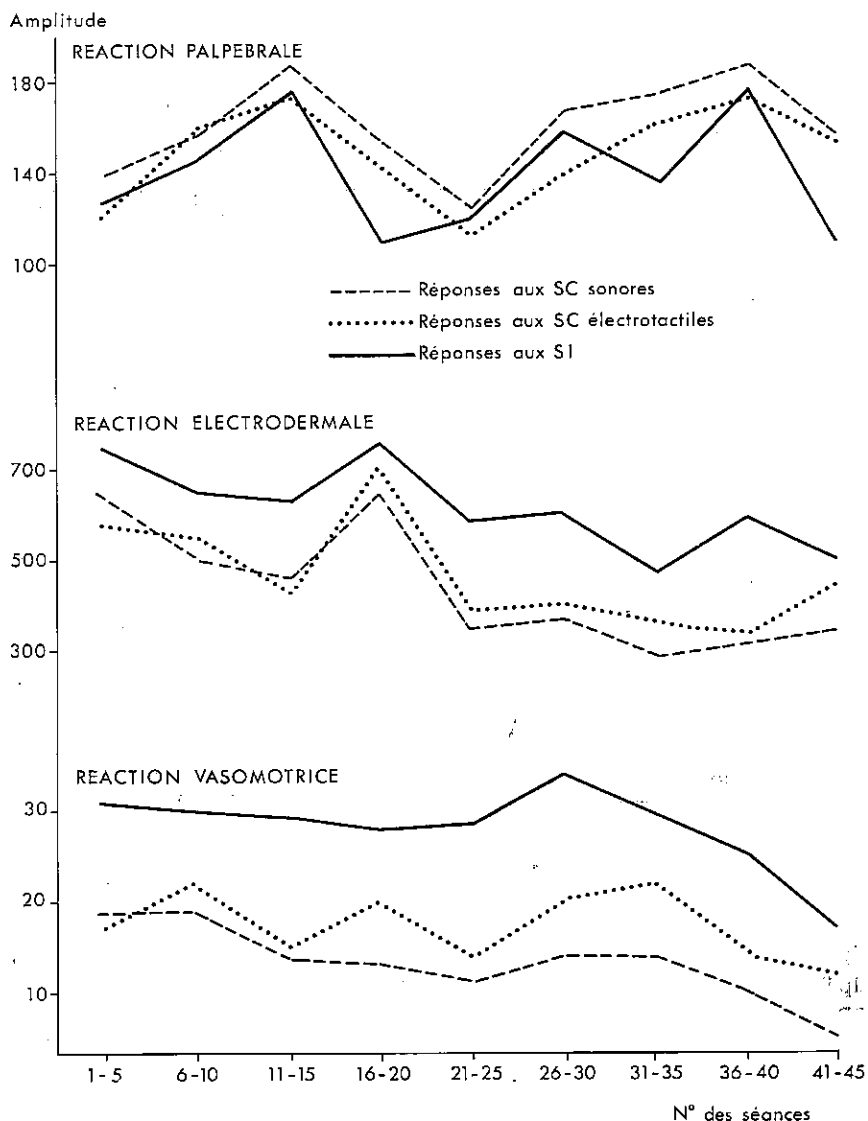 Amplitude
REACTION PALPEBRALE
180
140
100
Réponses aux SC sonores
Réponses aux SC électrotactiles
Réponses aux SI
REACTION ÉLECTRODERMALE
700
500
300
REACTION VASOMOTRICE
30
20
10
1-5 6-10 11-15 16-20 21-25 26-30 31-35 36-40 41-45
N° des séances